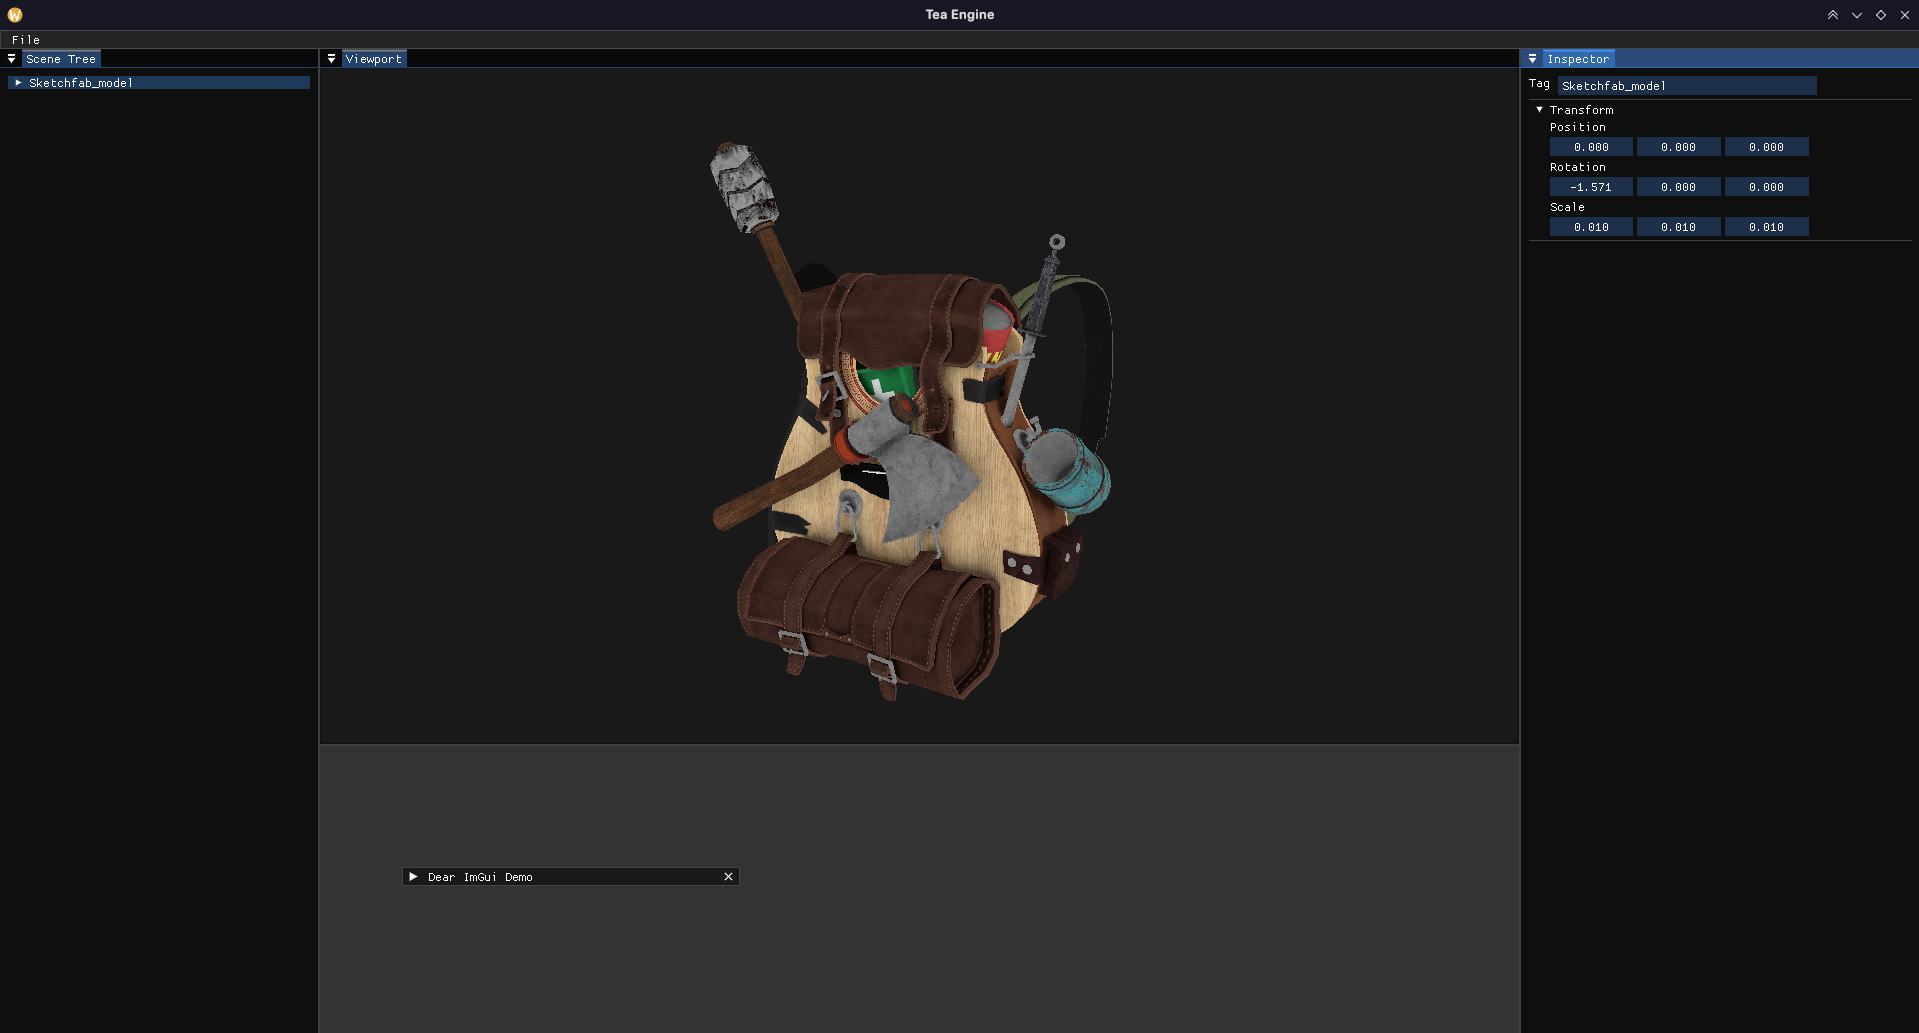 Tea Engine
File
Scene Tree
Viewport
Inspector
Sketchfab_model
Tag Sketchfab_model
Transform
Position
0.000 0.000 0.000
Rotation
-1.571 0.000 0.000
Scale
0.010 0.010 0.010
Dear ImGui Demo